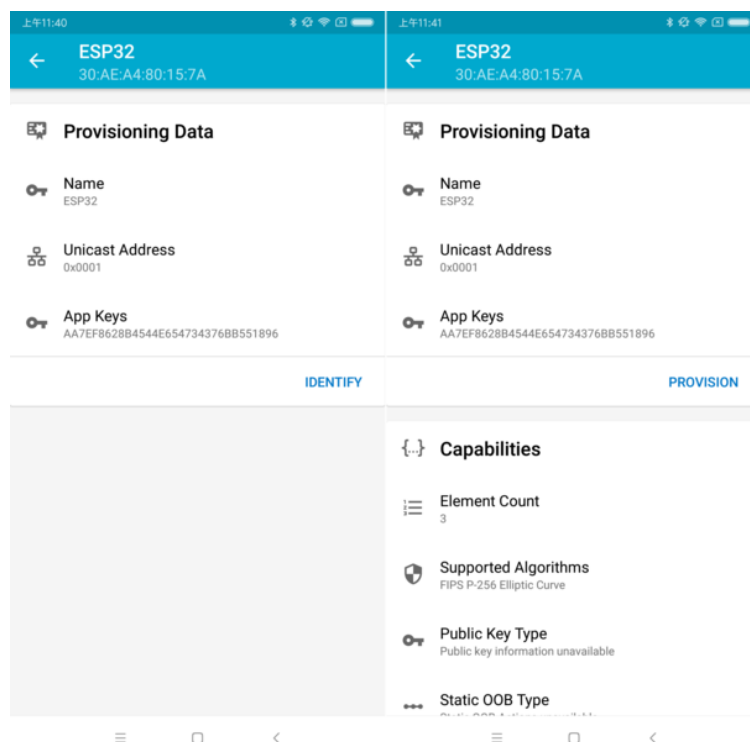 上午11:40
ESP32
30:AE:A4:80:15:7A
Provisioning Data
Name
ESP32
Unicast Address
0x0001
App Keys
AA7EF8628B4544E654734376BB551896
IDENTIFY
上午11:41
ESP32
30:AE:A4:80:15:7A
Provisioning Data
Name
ESP32
Unicast Address
0x0001
App Keys
AA7EF8628B4544E654734376BB551896
PROVISION
{...} Capabilities
Element Count
3
Supported Algorithms
FIPS P-256 Elliptic Curve
Public Key Type
Public key information unavailable
Static OOB Type